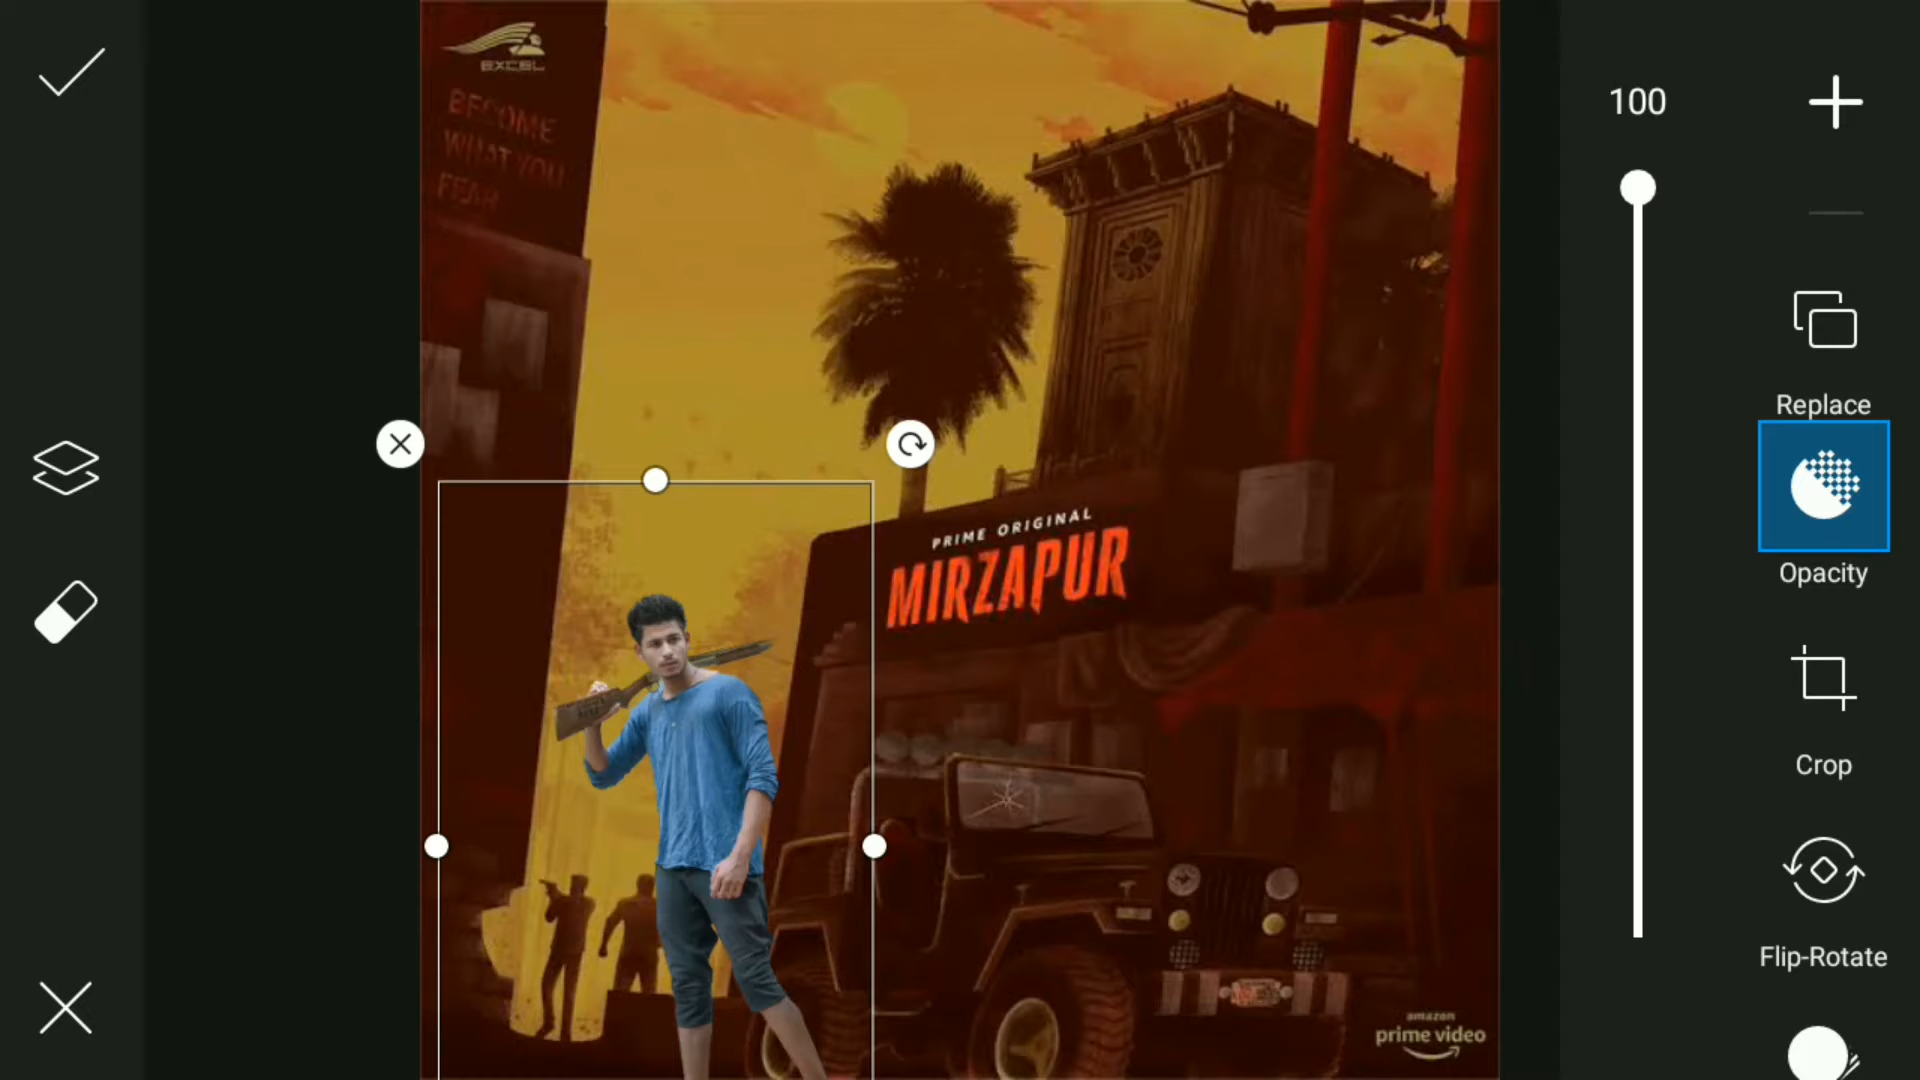 EXCEL
BECOME
WHAT YOU
FEAR
PRIME ORIGINAL
MIRZAPUR
amazon
prime video
100
Replace
Opacity
Crop
Flip-Rotate